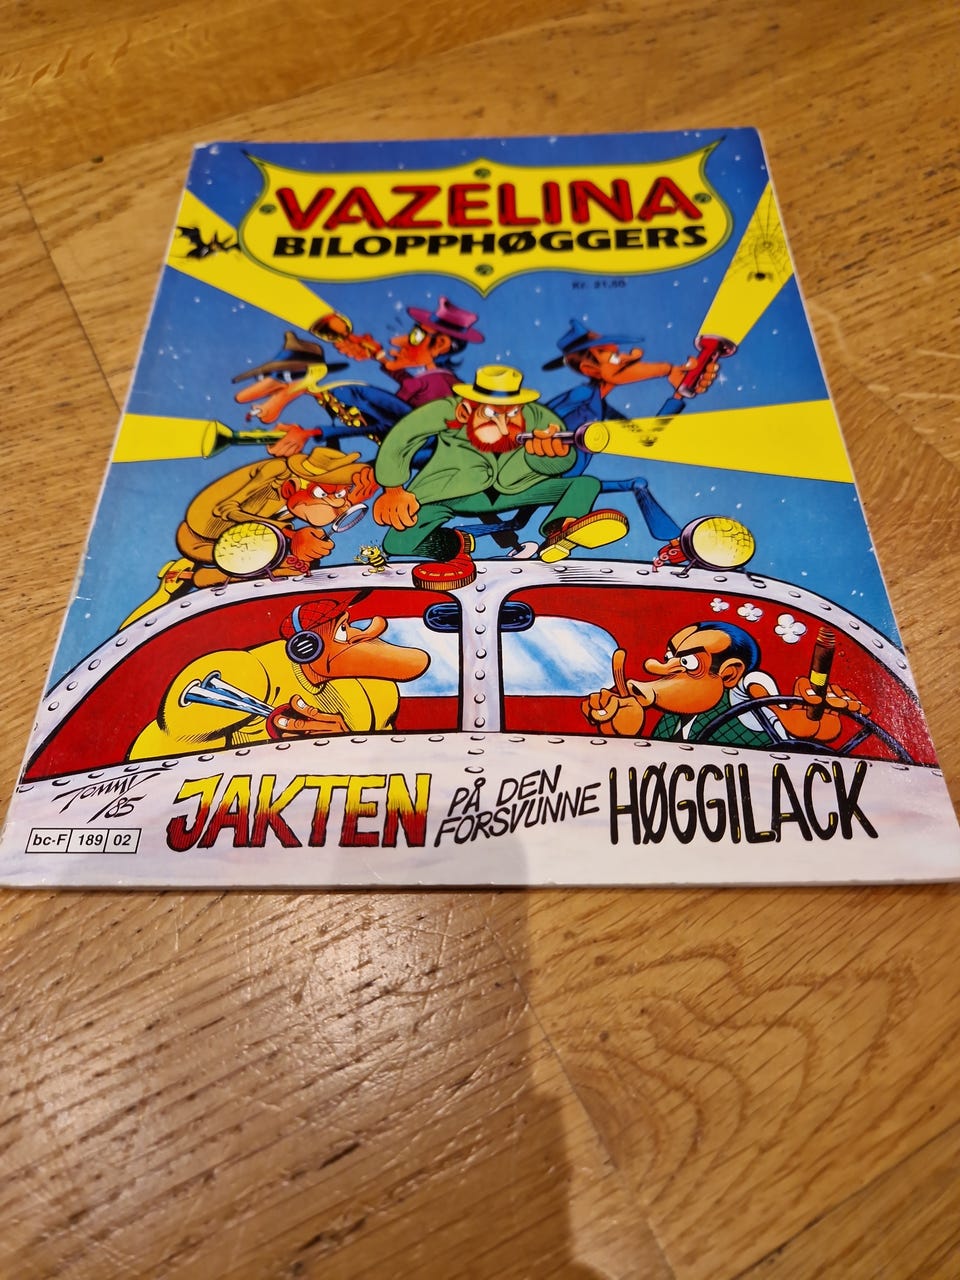 VAZELINA
BILOPPHØGGERS
Kr. 21,50
Tommy
/85
JAKTEN PÅ DEN FORSVUNNE HØGGILACK
bc-F 189 02